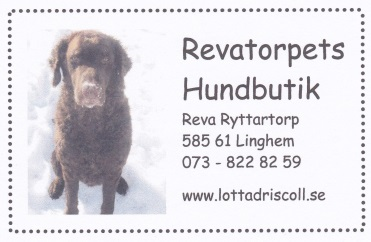 Revatorpets
Hundbutik
Reva Ryttartorp
585 61 Linghem
073 - 822 82 59
www.lottadriscoll.se